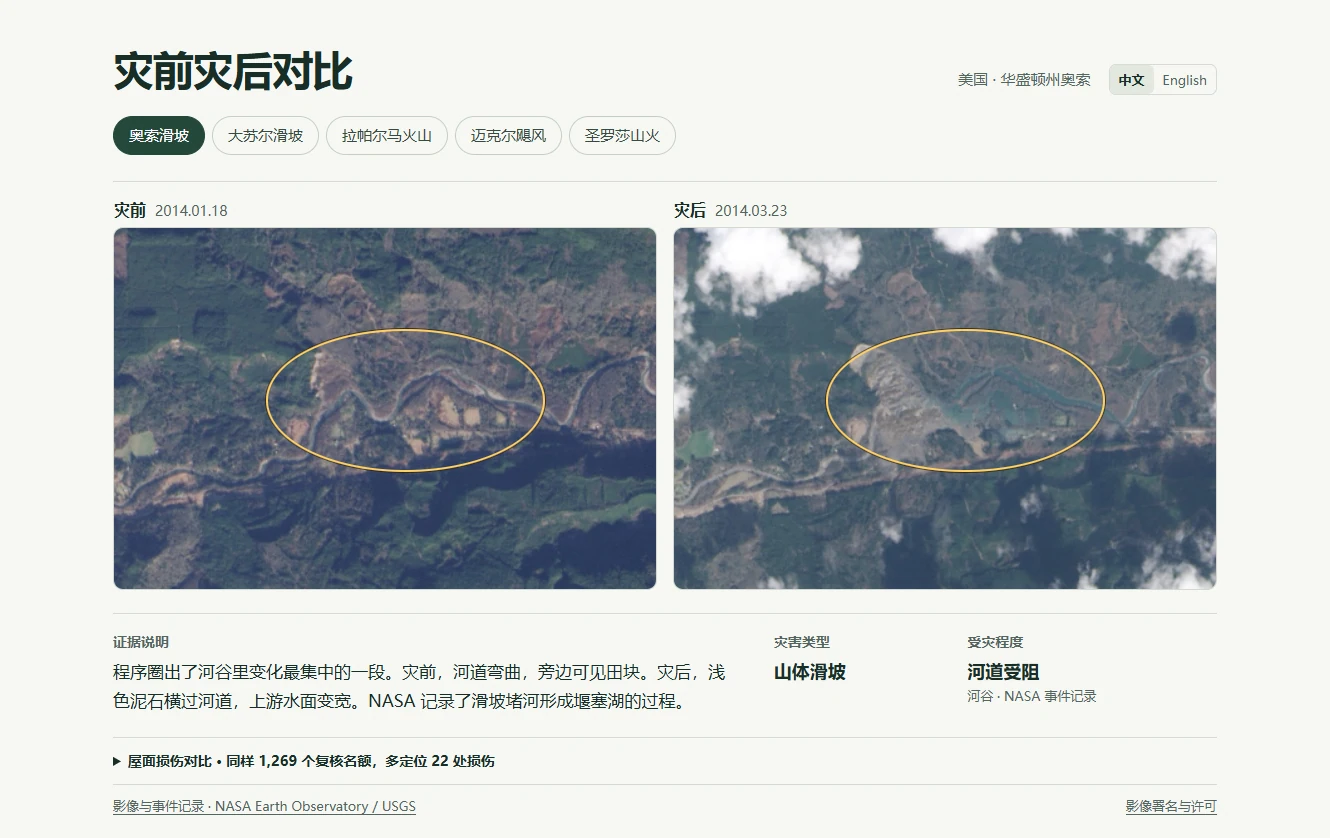 灾前灾后对比
美国 · 华盛顿州奥索
中文 English
奥索滑坡 大苏尔滑坡 拉帕尔马火山 迈克尔飓风 圣罗莎山火
灾前 2014.01.18
灾后 2014.03.23
证据说明
程序圈出了河谷里变化最集中的一段。灾前，河道弯曲，旁边可见田块。灾后，浅
色泥石横过河道，上游水面变宽。NASA 记录了滑坡堵河形成堰塞湖的过程。
灾害类型
山体滑坡
受灾程度
河道受阻
河谷 · NASA 事件记录
▶ 屋面损伤对比 • 同样 1,269 个复核名额，多定位 22 处损伤
影像与事件记录 · NASA Earth Observatory / USGS
影像署名与许可